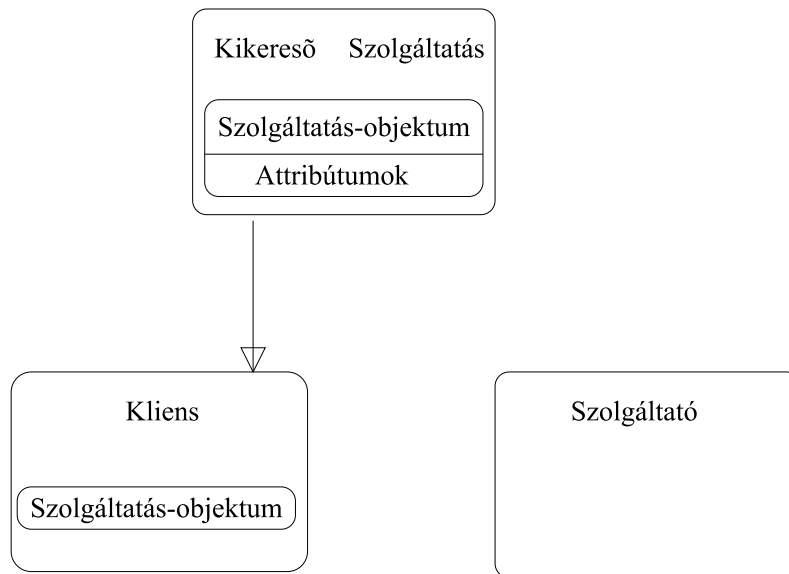 Kikeresõ Szolgáltatás
Szolgáltatás-objektum
Attribútumok
Kliens
Szolgáltató
Szolgáltatás-objektum